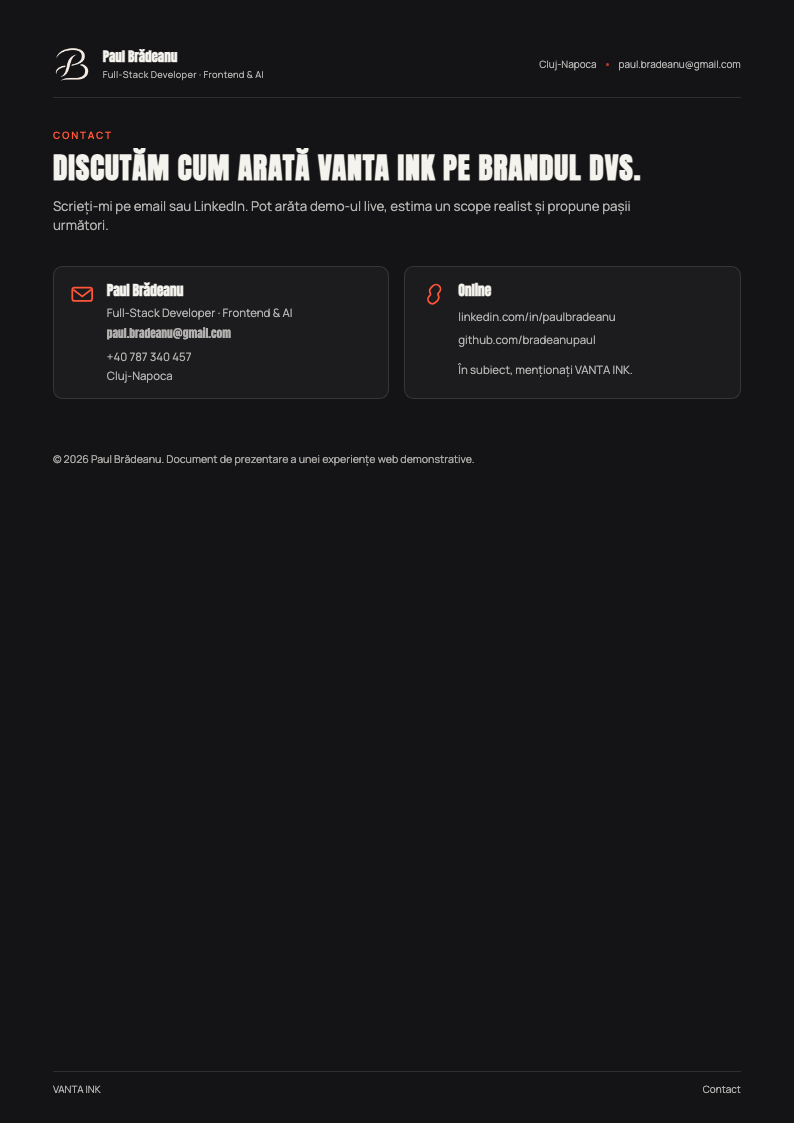 B
Paul Brădeanu
Full-Stack Developer · Frontend & AI
Cluj-Napoca • paul.bradeanu@gmail.com
CONTACT
DISCUTĂM CUM ARATĂ VANTA INK PE BRANDUL DVS.
Scrieți-mi pe email sau LinkedIn. Pot arăta demo-ul live, estima un scope realist și propune pașii
următori.
Paul Brădeanu
Full-Stack Developer · Frontend & AI
paul.bradeanu@gmail.com
+40 787 340 457
Cluj-Napoca
Online
linkedin.com/in/paulbradeanu
github.com/bradeanupaul
În subiect, menționați VANTA INK.
© 2026 Paul Brădeanu. Document de prezentare a unei experiențe web demonstrative.
VANTA INK
Contact